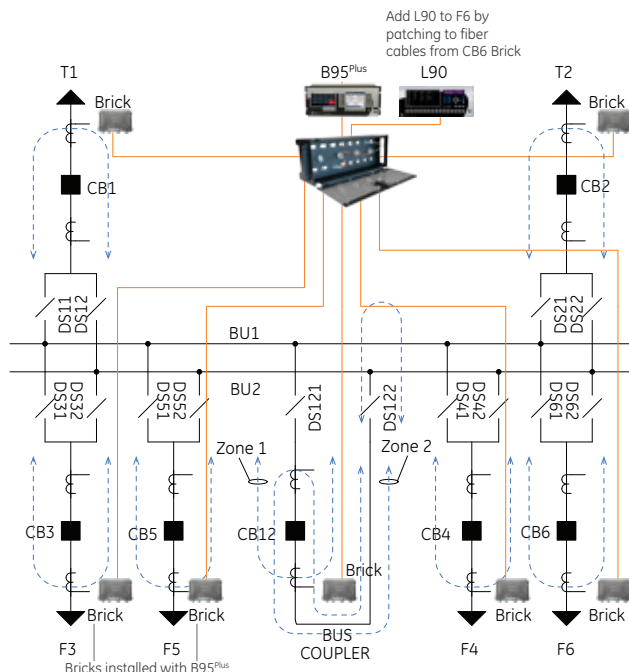 Add L90 to F6 by
patching to fiber
cables from CB6 Brick
T1
B95Plus
L90
T2
Brick
Brick
CB1
CB2
DS11
DS12
DS21
DS22
BU1
BU2
DS31
DS32
DS51
DS52
DS121
DS122
DS41
DS42
DS61
DS62
Zone 1
Zone 2
CB3
CB5
CB12
CB4
CB6
Brick
Brick
Brick
Brick
Brick
F3
F5
BUS
COUPLER
F4
F6
Bricks installed with B95Plus